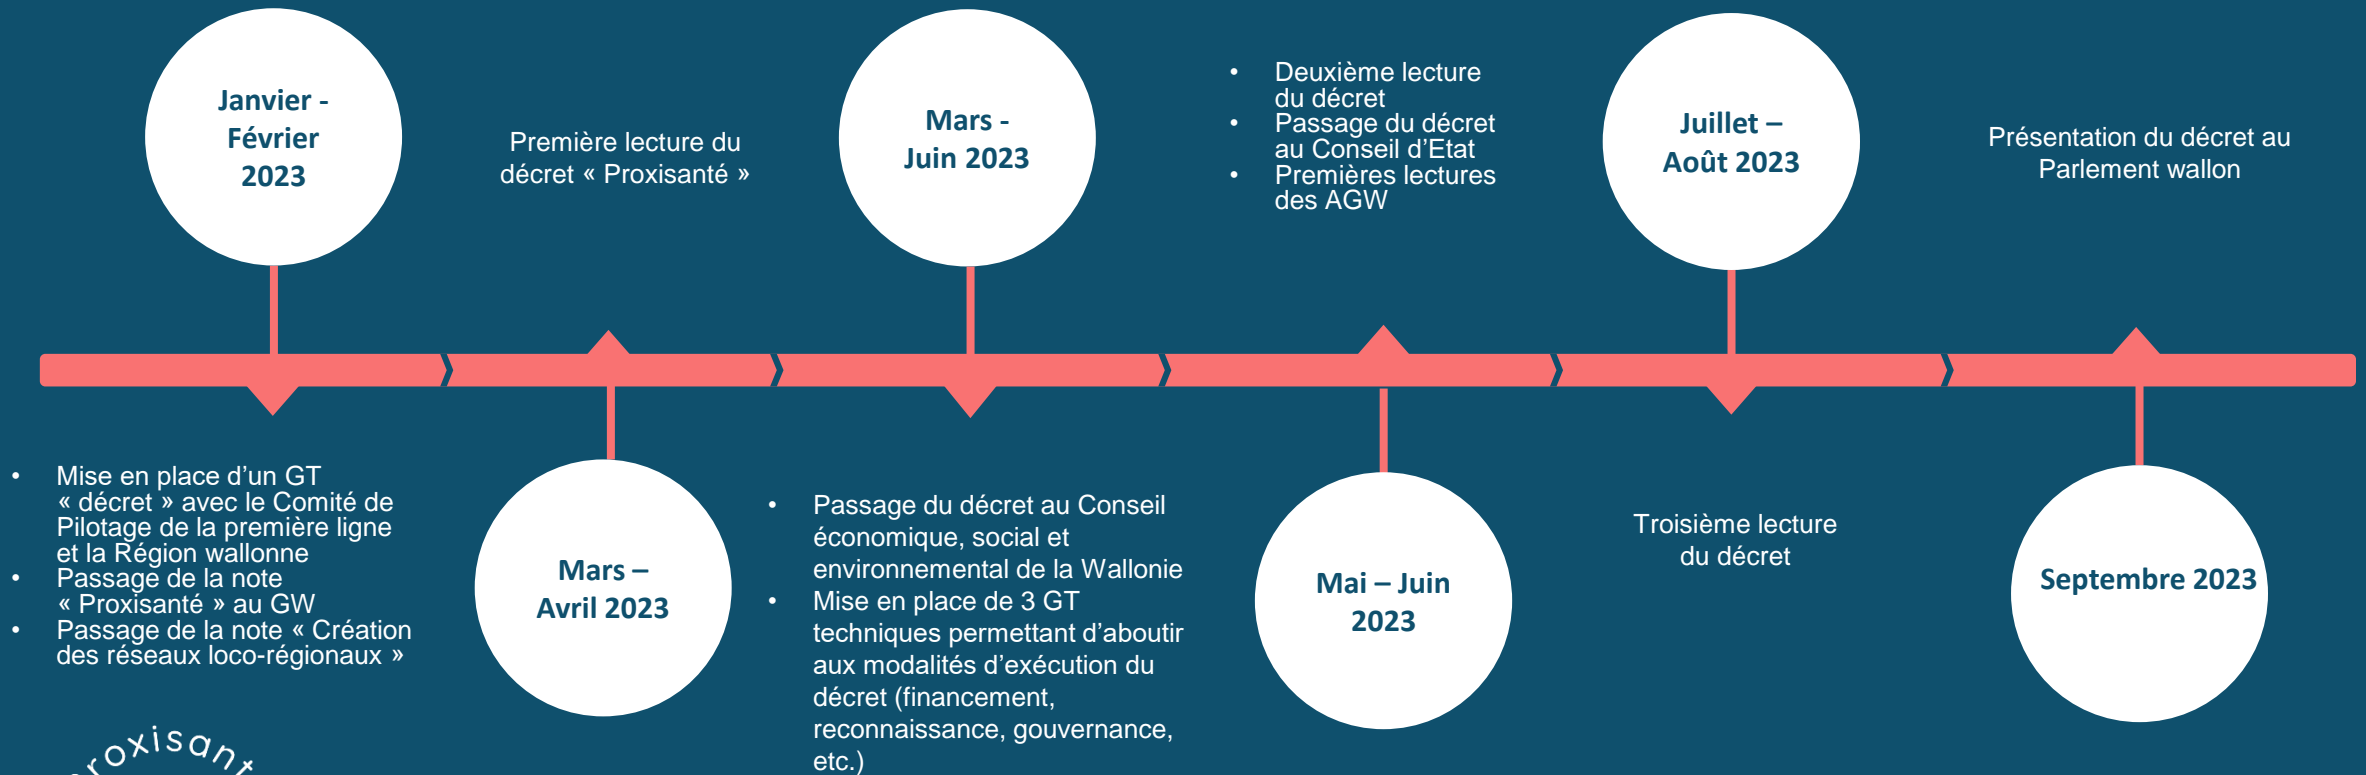 Janvier -
Février
2023
• Mise en place d’un GT
« décret » avec le Comité de
Pilotage de la première ligne
et la Région wallonne
• Passage de la note
« Proxisanté » au GW
• Passage de la note « Création
des réseaux loco-régionaux »
Première lecture du
décret « Proxisanté »
Mars –
Avril 2023
Mars -
Juin 2023
• Passage du décret au Conseil
économique, social et
environnemental de la Wallonie
• Mise en place de 3 GT
techniques permettant d’aboutir
aux modalités d’exécution du
décret (financement,
reconnaissance, gouvernance,
etc.)
• Deuxième lecture
du décret
• Passage du décret
au Conseil d’Etat
• Premières lectures
des AGW
Mai – Juin
2023
Juillet –
Août 2023
Troisième lecture
du décret
Présentation du décret au
Parlement wallon
Septembre 2023